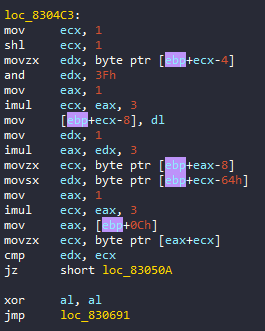 loc_8304C3:
mov ecx, 1
shl ecx, 1
movzx edx, byte ptr [ebp+ecx-4]
and edx, 3Fh
mov eax, 1
imul ecx, eax, 3
mov [ebp+ecx-8], dl
mov edx, 1
imul eax, edx, 3
movzx ecx, byte ptr [ebp+eax-8]
movsx edx, byte ptr [ebp+ecx-64h]
mov eax, 1
imul ecx, eax, 3
mov eax, [ebp+0Ch]
movzx ecx, byte ptr [eax+ecx]
cmp edx, ecx
jz short loc_83050A
xor al, al
jmp loc_830691